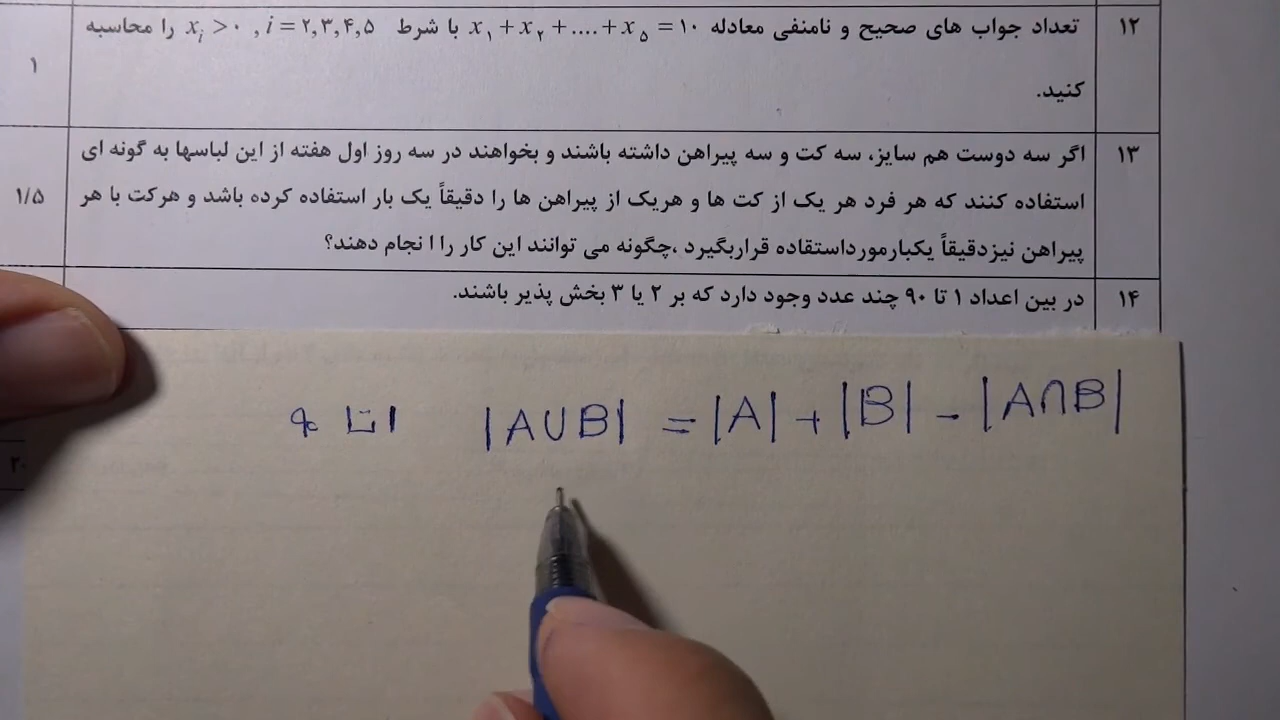 ۱۲ تعداد جواب های صحیح و نامنفی معادله x₁ + x₂ + .... + x₅ = ۱۰ با شرط x_i > ۰ , i = ۲,۳,۴,۵ را محاسبه
کنید.
۱
۱۳ اگر سه دوست هم سایز، سه کت و سه پیراهن داشته باشند و بخواهند در سه روز اول هفته از این لباسها به گونه ای
استفاده کنند که هر فرد هر یک از کت ها و هریک از پیراهن ها را دقیقاً یک بار استفاده کرده باشد و هرکت با هر
۱/۵
پیراهن نیزدقیقاً یکبارمورداستقاده قراربگیرد ،چگونه می توانند این کار را ا نجام دهند؟
۱۴ در بین اعداد ۱ تا ۹۰ چند عدد وجود دارد که بر ۲ یا ۳ بخش پذیر باشند.
|A∪B| = |A| + |B| - |A∩B|
۱ تا ۹۰
۲۰